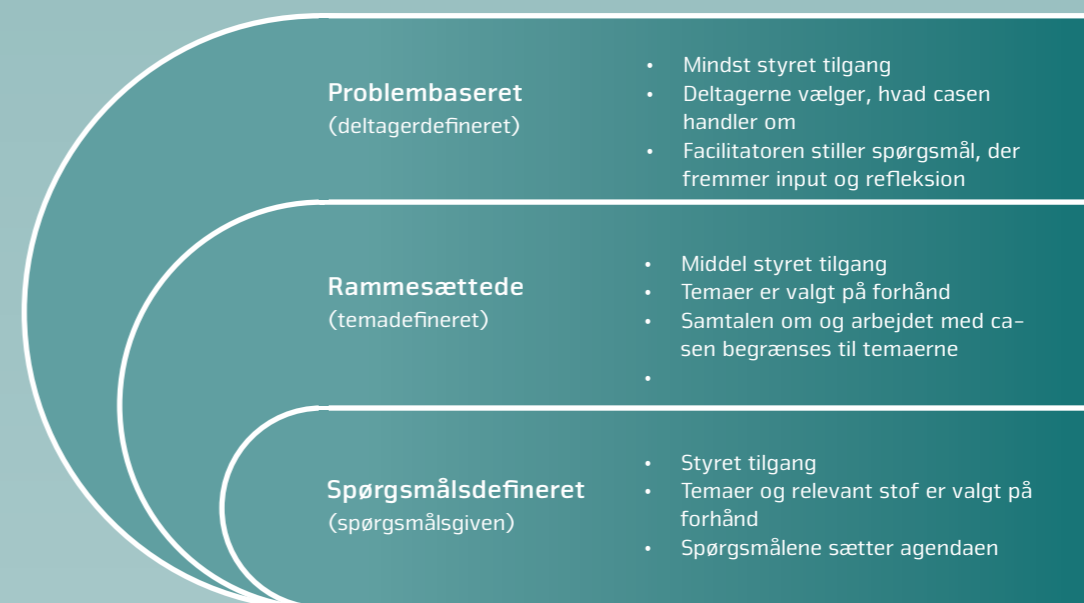 Problembaseret
(deltagerdefineret)
• Mindst styret tilgang
• Deltagerne vælger, hvad casen
handler om
• Facilitatoren stiller spørgsmål, der
fremmer input og refleksion
Rammesættede
(temadefineret)
• Middel styret tilgang
• Temaer er valgt på forhånd
• Samtalen om og arbejdet med ca-
sen begrænses til temaerne
•
Spørgsmålsdefineret
(spørgsmålsgiven)
• Styret tilgang
• Temaer og relevant stof er valgt på
forhånd
• Spørgsmålene sætter agendaen